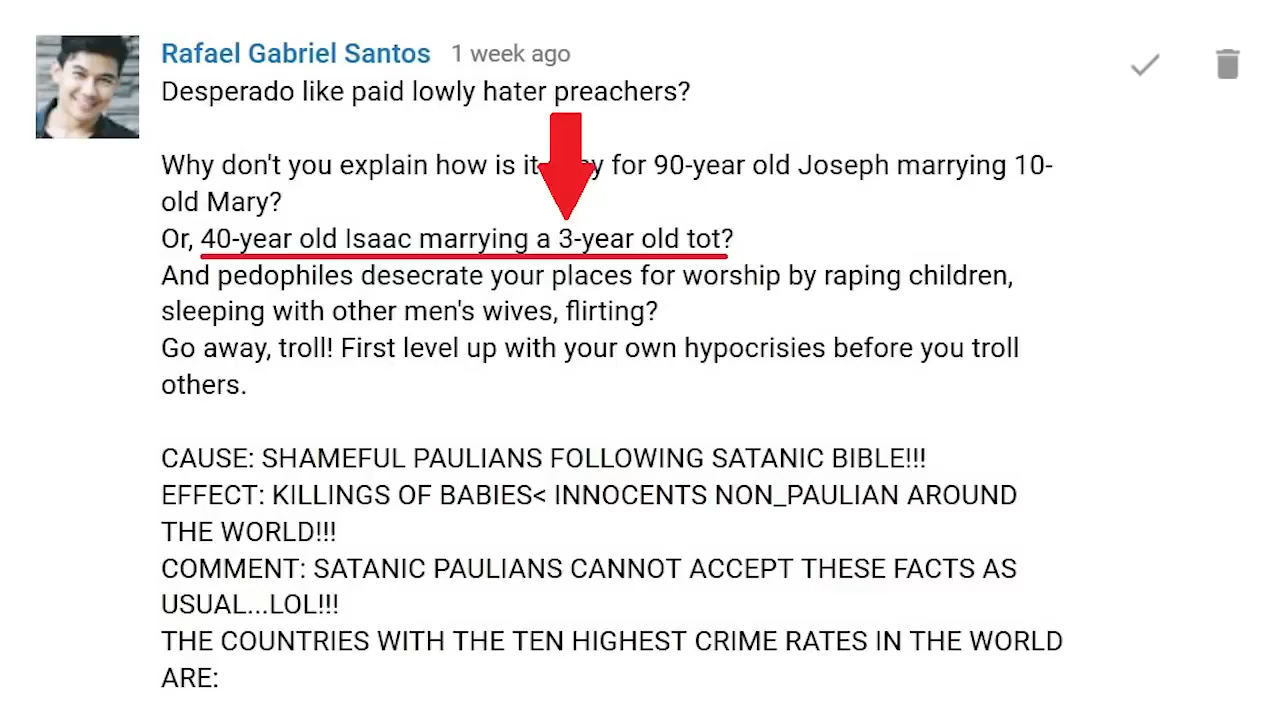 Rafael Gabriel Santos 1 week ago
Desperado like paid lowly hater preachers?
Why don't you explain how is it for 90-year old Joseph marrying 10-
old Mary?
Or, 40-year old Isaac marrying a 3-year old tot?
And pedophiles desecrate your places for worship by raping children,
sleeping with other men's wives, flirting?
Go away, troll! First level up with your own hypocrisies before you troll
others.
CAUSE: SHAMEFUL PAULIANS FOLLOWING SATANIC BIBLE!!!
EFFECT: KILLINGS OF BABIES< INNOCENTS NON_PAULIAN AROUND
THE WORLD!!!
COMMENT: SATANIC PAULIANS CANNOT ACCEPT THESE FACTS AS
USUAL...LOL!!!
THE COUNTRIES WITH THE TEN HIGHEST CRIME RATES IN THE WORLD
ARE: